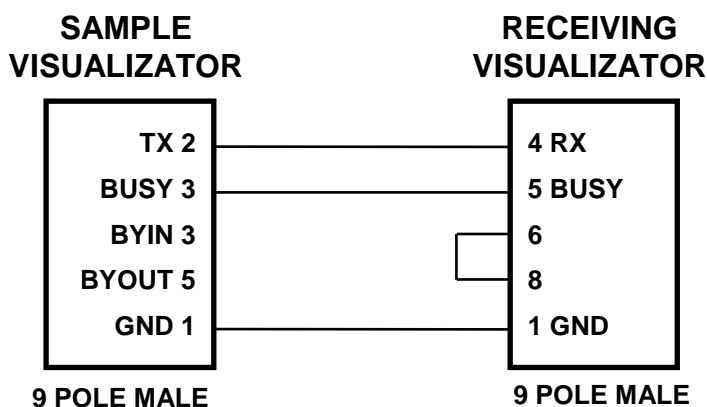 SAMPLE
VISUALIZATOR
TX 2
BUSY 3
BYIN 3
BYOUT 5
GND 1
9 POLE MALE
RECEIVING
VISUALIZATOR
4 RX
5 BUSY
6
8
1 GND
9 POLE MALE